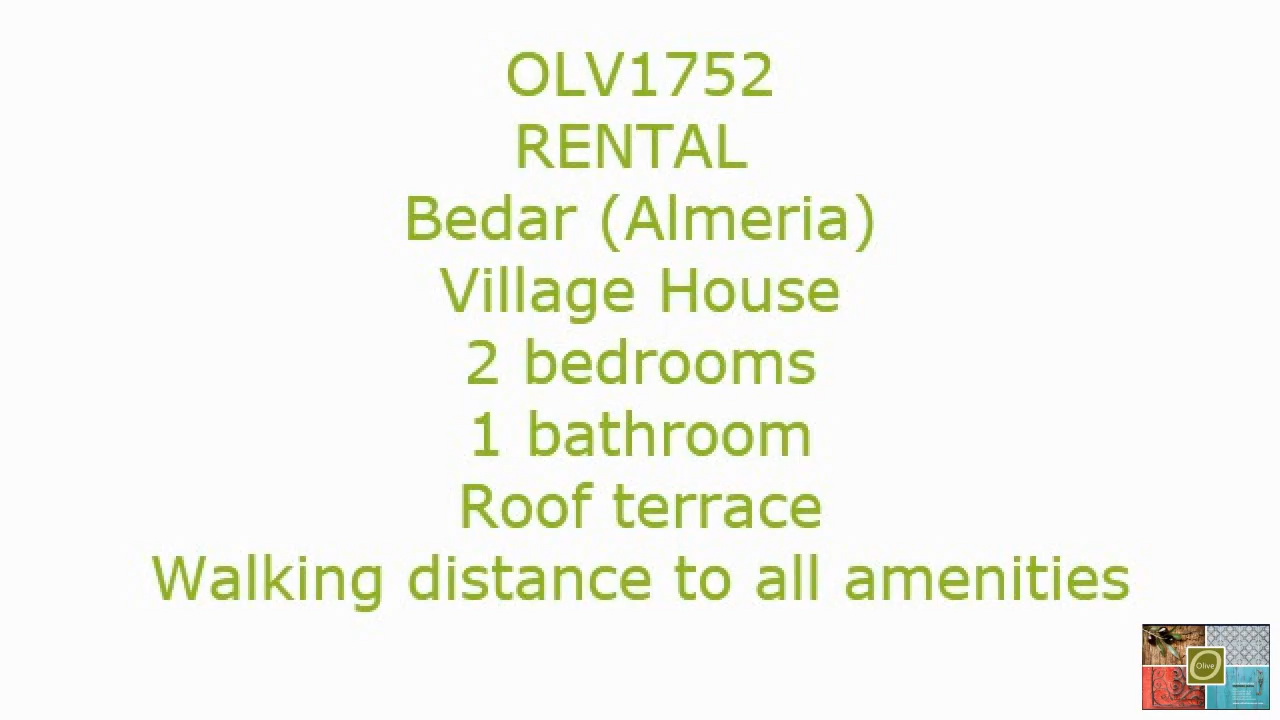 OLV1752
RENTAL
Bedar (Almeria)
Village House
2 bedrooms
1 bathroom
Roof terrace
Walking distance to all amenities
Olive